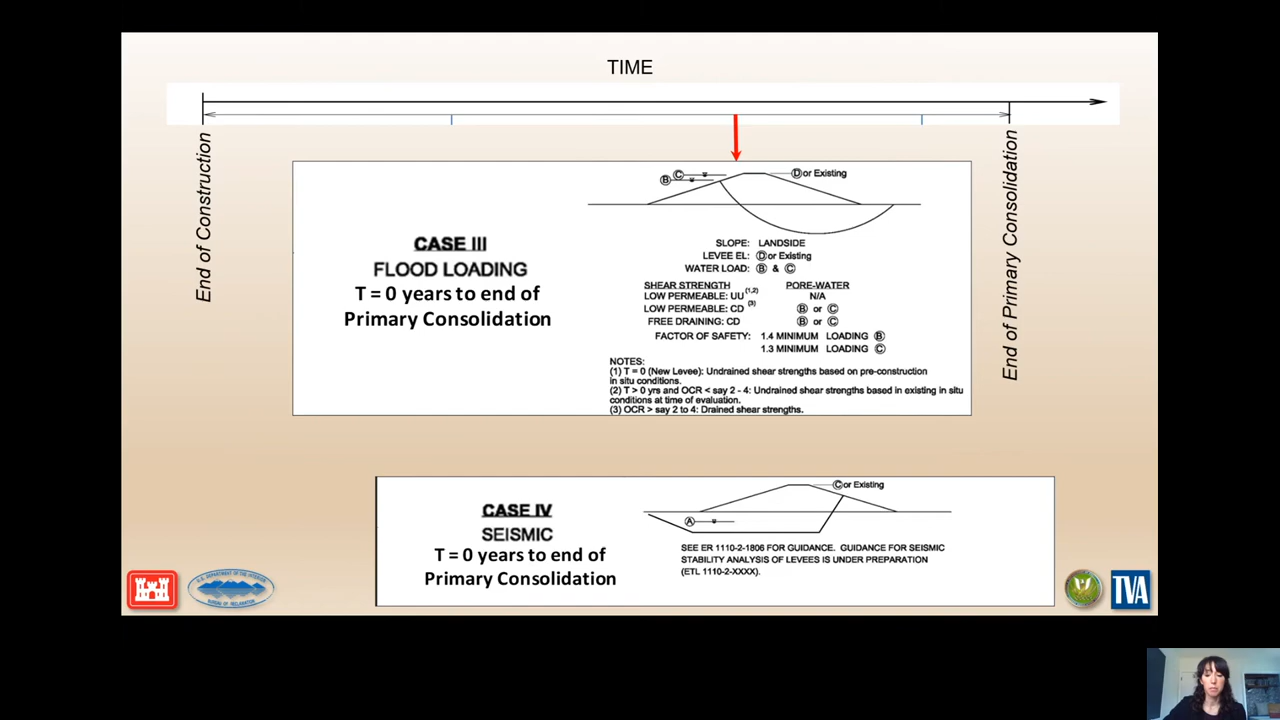 TIME
End of Construction
End of Primary Consolidation
CASE III
FLOOD LOADING
T = 0 years to end of
Primary Consolidation
C
B
D or Existing
SLOPE: LANDSIDE
LEVEE EL: D or Existing
WATER LOAD: B & C
SHEAR STRENGTH PORE-WATER
LOW PERMEABLE: UU (1,2) N/A
LOW PERMEABLE: CD (3) B or C
FREE DRAINING: CD B or C
FACTOR OF SAFETY: 1.4 MINIMUM LOADING B
1.3 MINIMUM LOADING C
NOTES:
(1) T = 0 (New Levee): Undrained shear strengths based on pre-construction
in situ conditions.
(2) T > 0 yrs and OCR < say 2 - 4: Undrained shear strengths based in existing in situ
conditions at time of evaluation.
(3) OCR > say 2 to 4: Drained shear strengths.
CASE IV
SEISMIC
T = 0 years to end of
Primary Consolidation
C or Existing
A
SEE ER 1110-2-1806 FOR GUIDANCE. GUIDANCE FOR SEISMIC
STABILITY ANALYSIS OF LEVEES IS UNDER PREPARATION
(ETL 1110-2-XXXX).
U.S. DEPARTMENT OF THE INTERIOR
BUREAU OF RECLAMATION
TVA